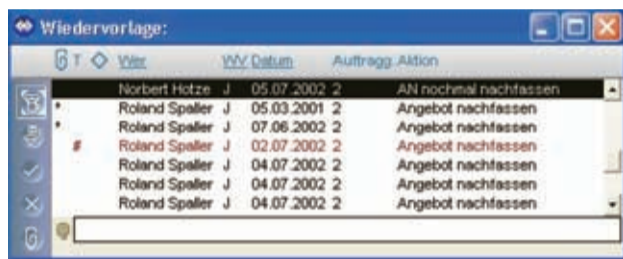 Wiedervorlage:
T Wer WV Datum Auftragg. Aktion
Norbert Hotze J 05.07.2002 2 AN nochmal nachfassen
* Roland Spaller J 05.03.2001 2 Angebot nachfassen
* Roland Spaller J 07.06.2002 2 Angebot nachfassen
# Roland Spaller J 02.07.2002 2 Angebot nachfassen
Roland Spaller J 04.07.2002 2 Angebot nachfassen
Roland Spaller J 04.07.2002 2 Angebot nachfassen
Roland Spaller J 04.07.2002 2 Angebot nachfassen